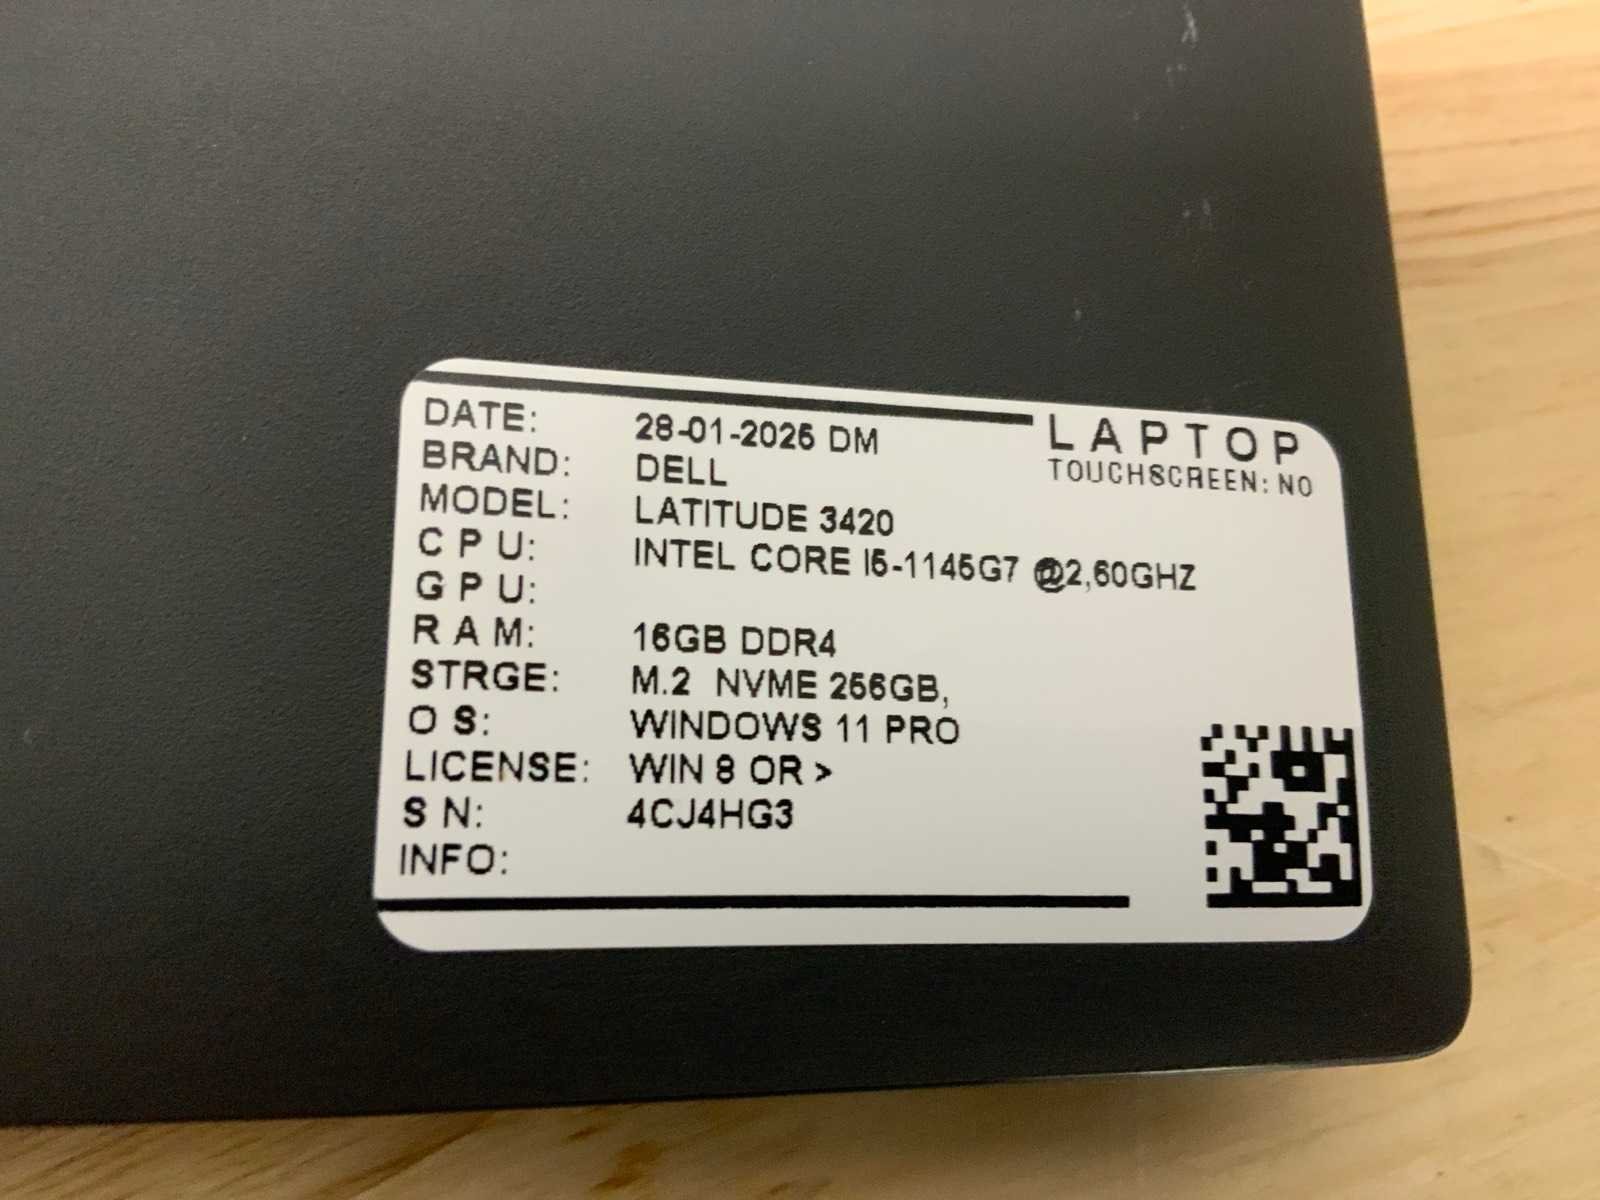 LAPTOP
TOUCHSCREEN: NO
DATE: 28-01-2026 DM
BRAND: DELL
MODEL: LATITUDE 3420
C P U: INTEL CORE I5-1145G7 @2,60GHZ
G P U:
R A M: 16GB DDR4
STRGE: M.2 NVME 256GB,
O S: WINDOWS 11 PRO
LICENSE: WIN 8 OR >
S N: 4CJ4HG3
INFO: